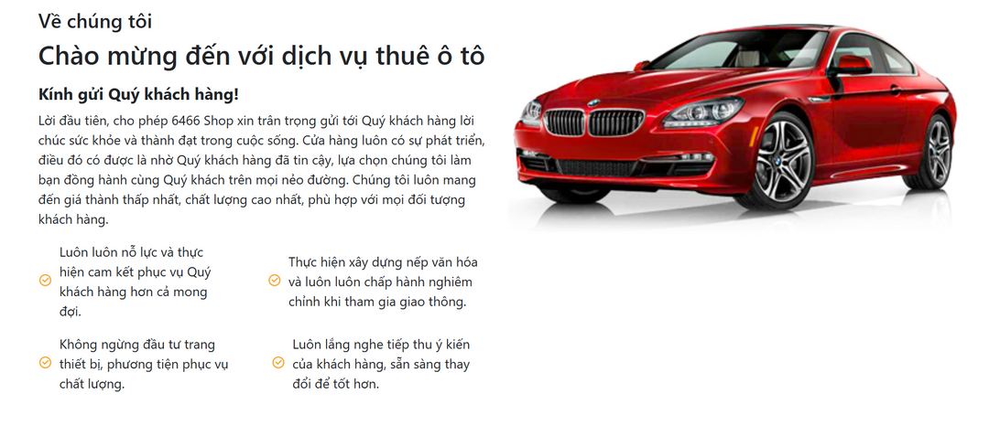 Về chúng tôi
Chào mừng đến với dịch vụ thuê ô tô
Kính gửi Quý khách hàng!
Lời đầu tiên, cho phép 6466 Shop xin trân trọng gửi tới Quý khách hàng lời
chúc sức khỏe và thành đạt trong cuộc sống. Cửa hàng luôn có sự phát triển,
điều đó có được là nhờ Quý khách hàng đã tin cậy, lựa chọn chúng tôi làm
bạn đồng hành cùng Quý khách trên mọi nẻo đường. Chúng tôi luôn mang
đến giá thành thấp nhất, chất lượng cao nhất, phù hợp với mọi đối tượng
khách hàng.
Luôn luôn nỗ lực và thực
hiện cam kết phục vụ Quý
khách hàng hơn cả mong
đợi.
Thực hiện xây dựng nếp văn hóa
và luôn luôn chấp hành nghiêm
chỉnh khi tham gia giao thông.
Không ngừng đầu tư trang
thiết bị, phương tiện phục vụ
chất lượng.
Luôn lắng nghe tiếp thu ý kiến
của khách hàng, sẵn sàng thay
đổi để tốt hơn.